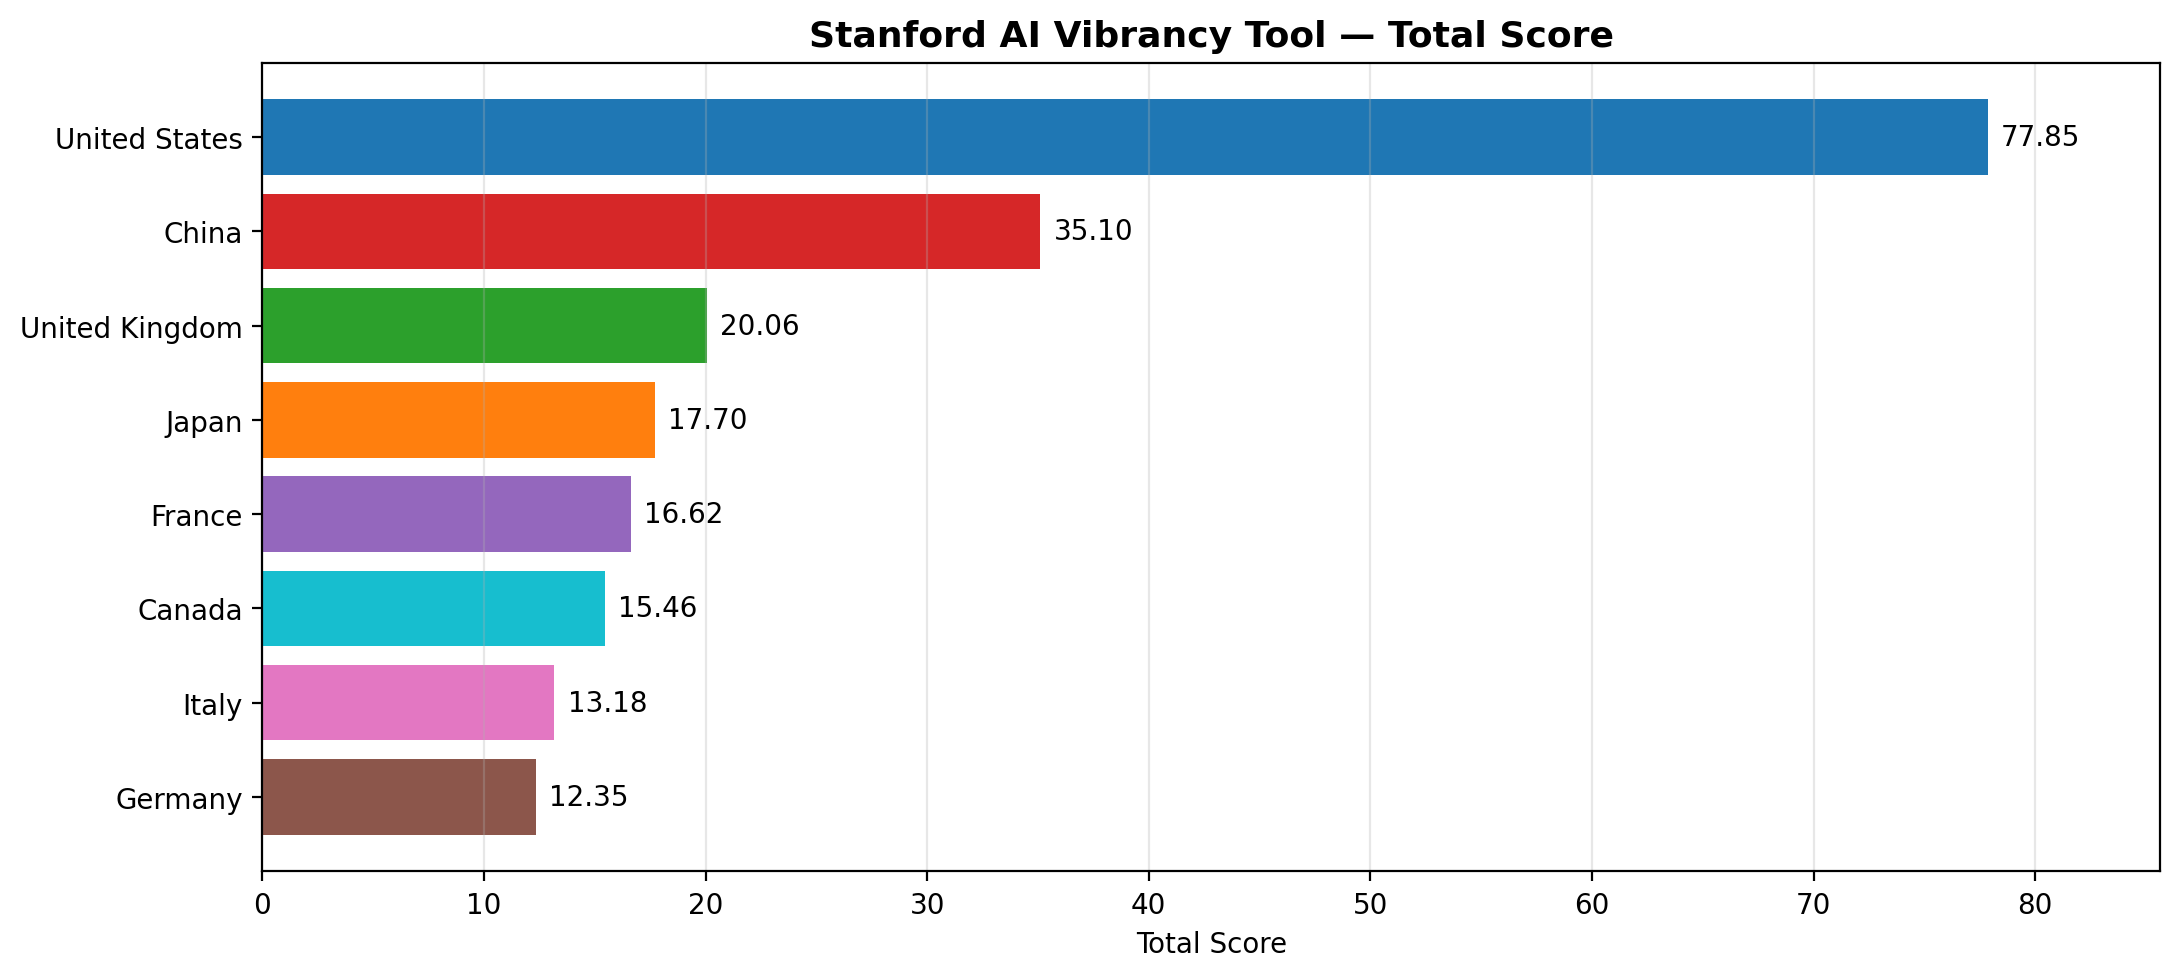 Stanford AI Vibrancy Tool — Total Score
United States 77.85
China 35.10
United Kingdom 20.06
Japan 17.70
France 16.62
Canada 15.46
Italy 13.18
Germany 12.35
0 10 20 30 40 50 60 70 80
Total Score